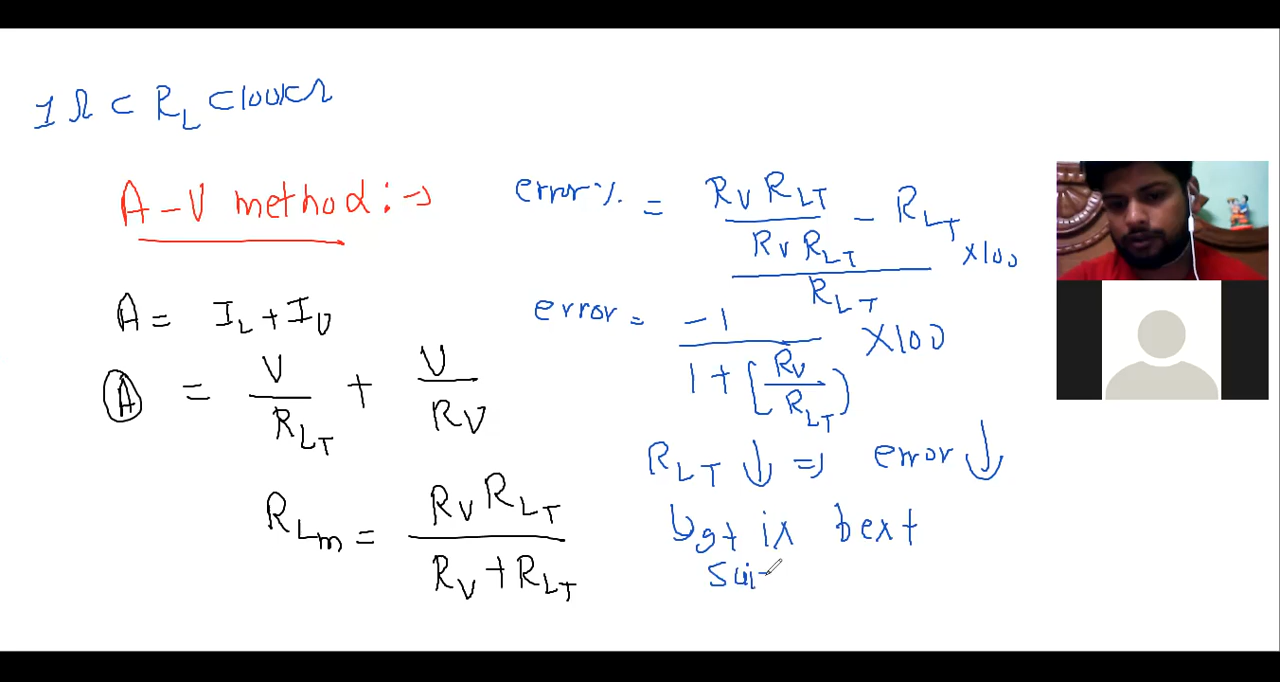 1Ω < R_L < 100KΩ
A-V method :→
A = I_L + I_V
A = V/R_LT + V/R_V
R_Lm = R_V R_LT / R_V + R_LT
error% = R_V R_LT / R_V R_LT - R_LT / R_LT ×100
error = -1 / 1 + [R_V / R_LT) ×100
R_LT ↓ ⇒ error ↓
is best
Sui